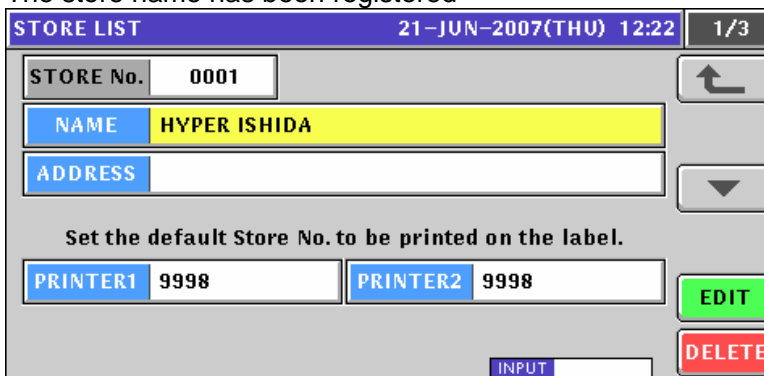 The store name has been registered
STORE LIST 21-JUN-2007(THU) 12:22 1/3
STORE No. 0001
NAME HYPER ISHIDA
ADDRESS
Set the default Store No. to be printed on the label.
PRINTER1 9998 PRINTER2 9998
EDIT
DELETE
INPUT